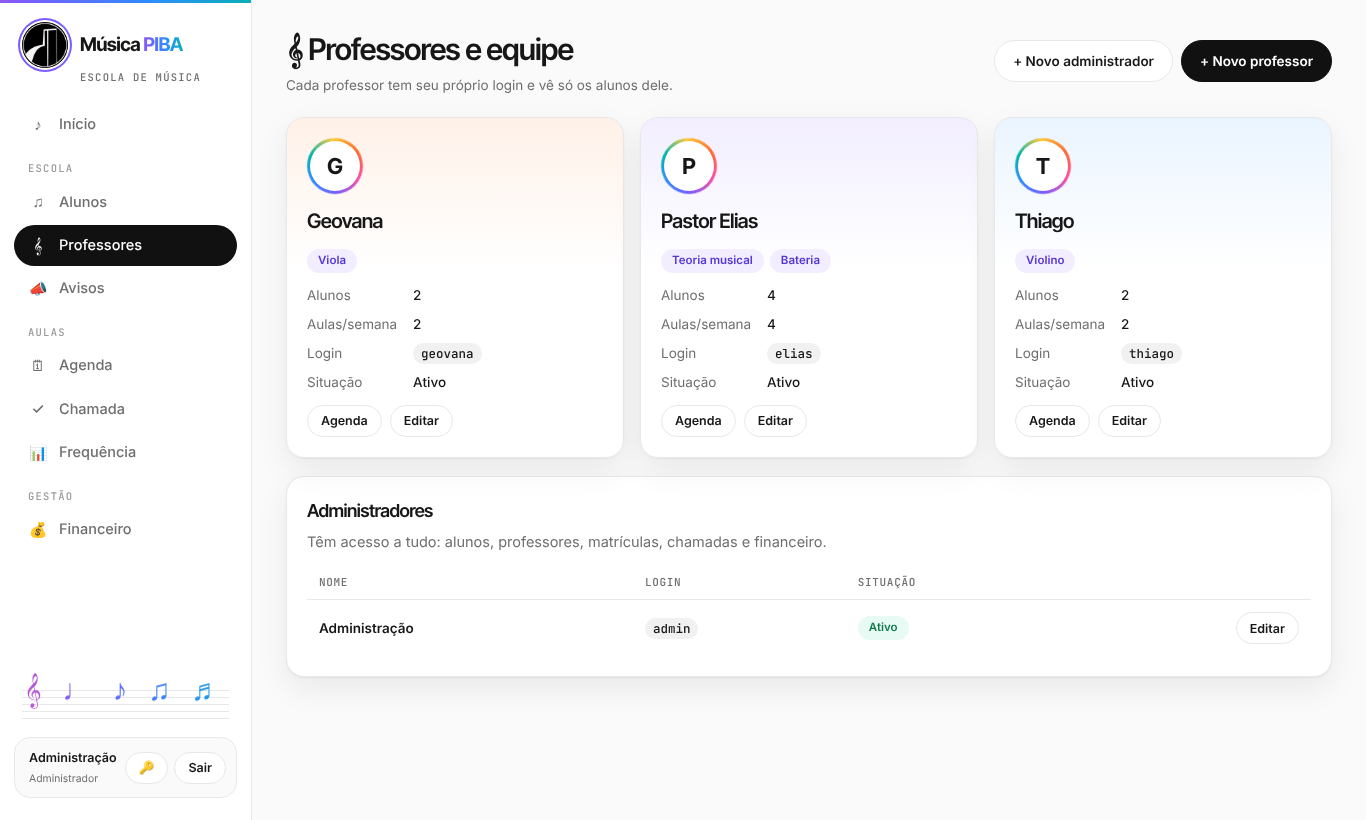 Música PIBA
ESCOLA DE MÚSICA
Início
ESCOLA
Alunos
Professores
Avisos
AULAS
Agenda
Chamada
Frequência
GESTÃO
Financeiro
Administração
Administrador
Sair
Professores e equipe
Cada professor tem seu próprio login e vê só os alunos dele.
+ Novo administrador
+ Novo professor
G
Geovana
Viola
Alunos 2
Aulas/semana 2
Login geovana
Situação Ativo
Agenda Editar
P
Pastor Elias
Teoria musical Bateria
Alunos 4
Aulas/semana 4
Login elias
Situação Ativo
Agenda Editar
T
Thiago
Violino
Alunos 2
Aulas/semana 2
Login thiago
Situação Ativo
Agenda Editar
Administradores
Têm acesso a tudo: alunos, professores, matrículas, chamadas e financeiro.
NOME LOGIN SITUAÇÃO
Administração admin Ativo Editar